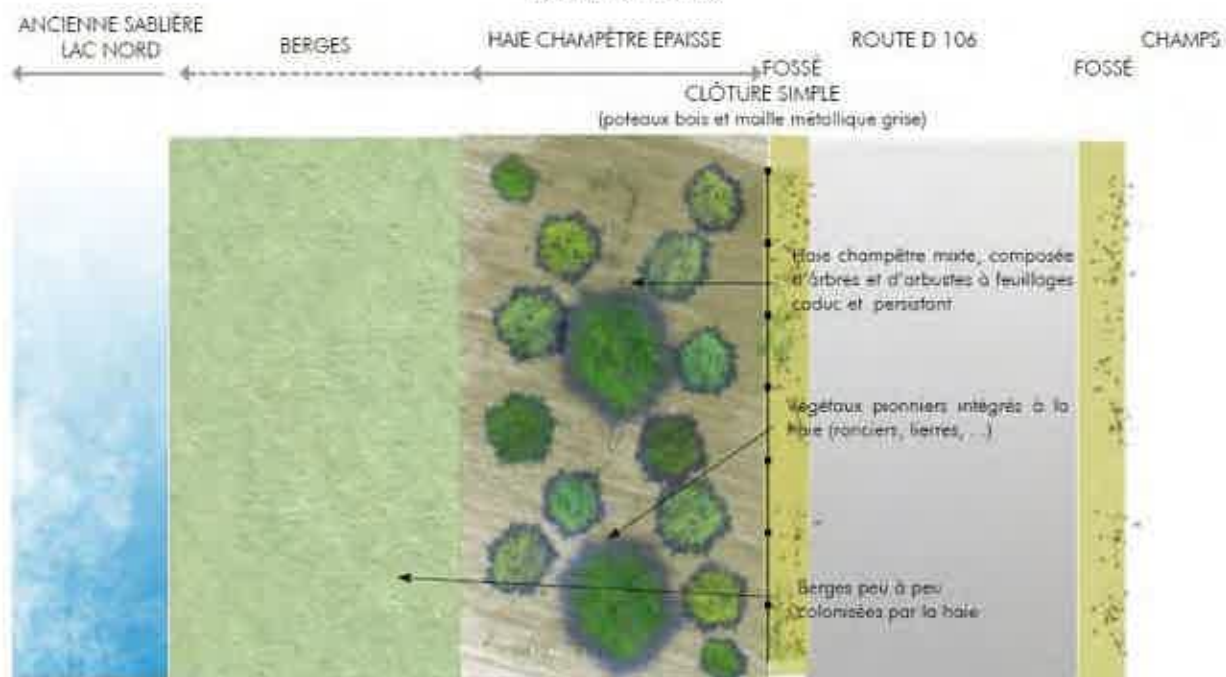 ANCIENNE SABLIÈRE
LAC NORD
BERGES
HAIE CHAMPÊTRE ÉPAISSE
FOSSÉ
ROUTE D 106
FOSSÉ
CHAMPS
CLÔTURE SIMPLE
(poteaux bois et maille métallique grise)
Haie champêtre mixte, composée
d'arbres et d'arbustes à feuillages
caduc et persistant
Végétaux pionniers intégrés à la
haie (ronciers, lierres, ...)
Berges peu à peu
colonisées par la haie